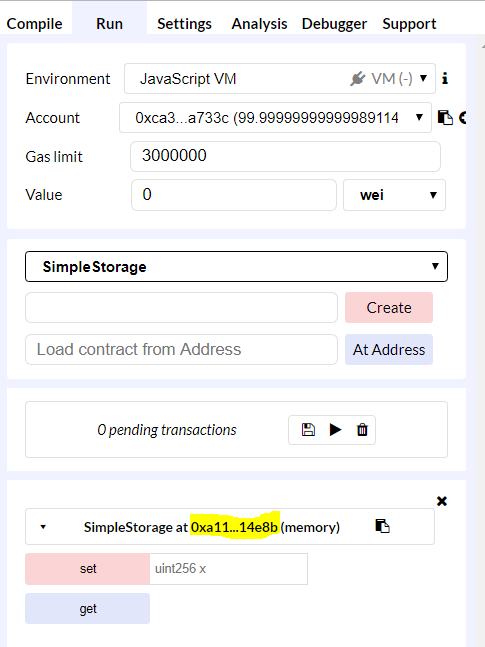 Compile Run Settings Analysis Debugger Support
Environment JavaScript VM VM (-) i
Account 0xca3...a733c (99.99999999999989114
Gas limit 3000000
Value 0 wei
SimpleStorage
Create
Load contract from Address At Address
0 pending transactions
SimpleStorage at 0xa11...14e8b (memory)
set uint256 x
get